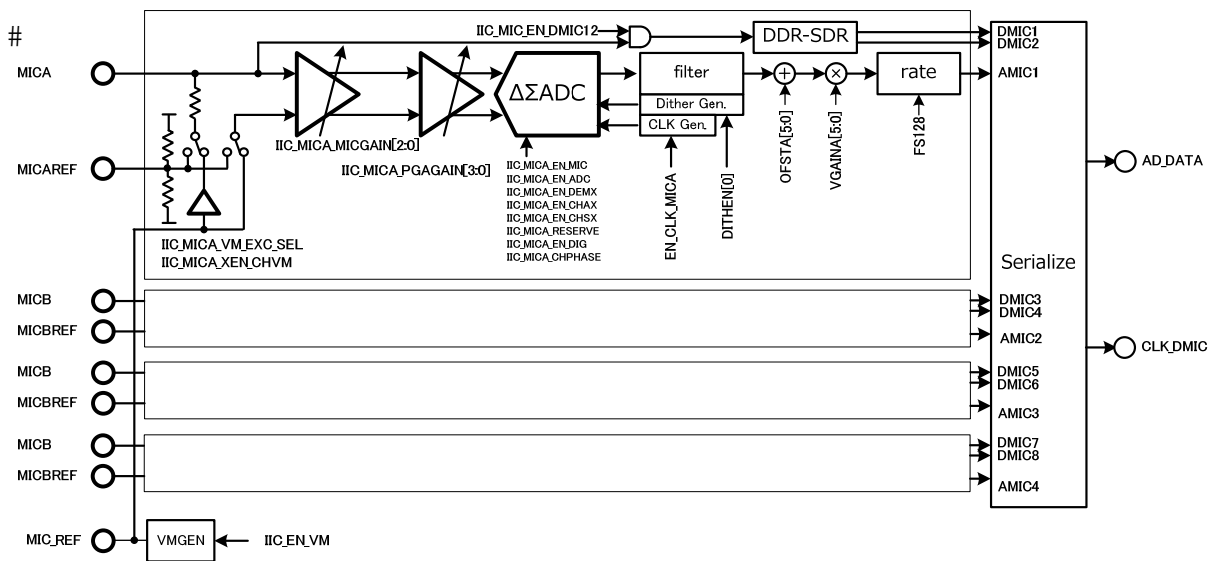 #
IIC_MIC_EN_DMIC12
DDR-SDR
DMIC1
DMIC2
MICA
ΔΣADC
filter
+
×
rate
AMIC1
Dither Gen.
CLK Gen.
IIC_MICA_MICGAIN[2:0]
IIC_MICA_PGAGAIN[3:0]
MICAREF
IIC_MICA_EN_MIC
IIC_MICA_EN_ADC
IIC_MICA_EN_DEMX
IIC_MICA_EN_CHAX
IIC_MICA_EN_CHSX
IIC_MICA_RESERVE
IIC_MICA_EN_DIG
IIC_MICA_CHPHASE
EN_CLK_MICA
DITHEN[0]
OFSTA[5:0]
VGAINA[5:0]
FS128
AD_DATA
IIC_MICA_VM_EXC_SEL
IIC_MICA_XEN_CHVM
Serialize
MICB
DMIC3
DMIC4
MICBREF
AMIC2
CLK_DMIC
MICB
DMIC5
DMIC6
MICBREF
AMIC3
MICB
DMIC7
DMIC8
MICBREF
AMIC4
MIC_REF
VMGEN
IIC_EN_VM